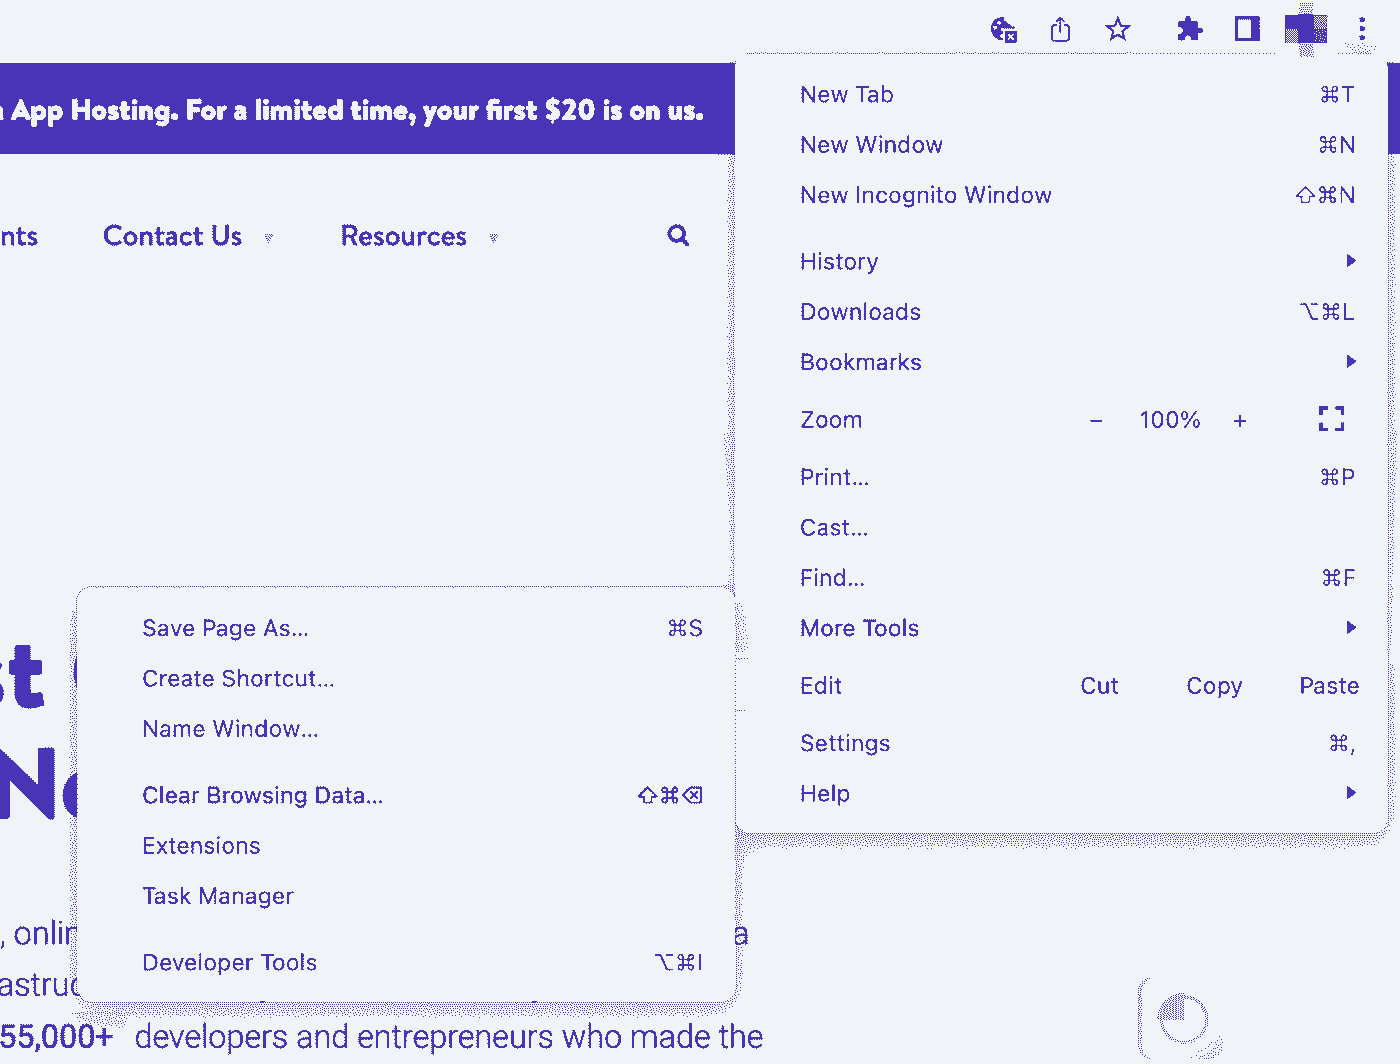 App Hosting. For a limited time, your first $20 is on us.
nts Contact Us Resources
New Tab ⌘T
New Window ⌘N
New Incognito Window ⇧⌘N
History
Downloads ⌥⌘L
Bookmarks
Zoom – 100% +
Print... ⌘P
Cast...
Find... ⌘F
More Tools
Edit Cut Copy Paste
Settings ⌘,
Help
Save Page As... ⌘S
Create Shortcut...
Name Window...
Clear Browsing Data... ⇧⌘⌫
Extensions
Task Manager
Developer Tools ⌥⌘I
st
No
, onlin a
astruc
55,000+ developers and entrepreneurs who made the